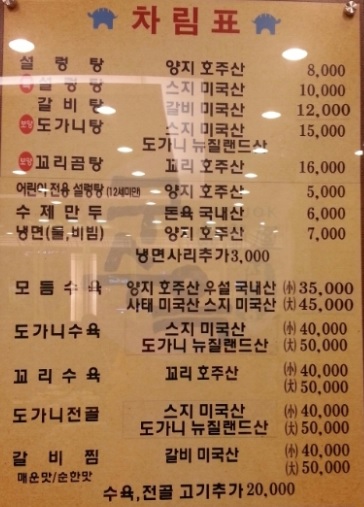 차림표
설렁탕 양지 호주산 8,000
특 설렁탕 스지 미국산 10,000
갈비탕 갈비 미국산 12,000
도가니탕 스지 미국산 15,000
도가니 뉴질랜드산
꼬리곰탕 꼬리 호주산 16,000
어린이 전용 설렁탕 (12세미만) 양지 호주산 5,000
수제만두 돈육 국내산 6,000
냉면(물,비빔) 양지 호주산 7,000
냉면사리추가 3,000
모듬수육 양지 호주산 우설 국내산 (小) 35,000
사태 미국산 스지 미국산 (大) 45,000
도가니수육 스지 미국산 (小) 40,000
도가니 뉴질랜드산 (大) 50,000
꼬리수육 꼬리 호주산 (小) 40,000
(大) 50,000
도가니전골 스지 미국산 (小) 40,000
도가니 뉴질랜드산 (大) 50,000
갈비찜 갈비 미국산 (小) 40,000
매운맛/순한맛 (大) 50,000
수육,전골 고기추가 20,000